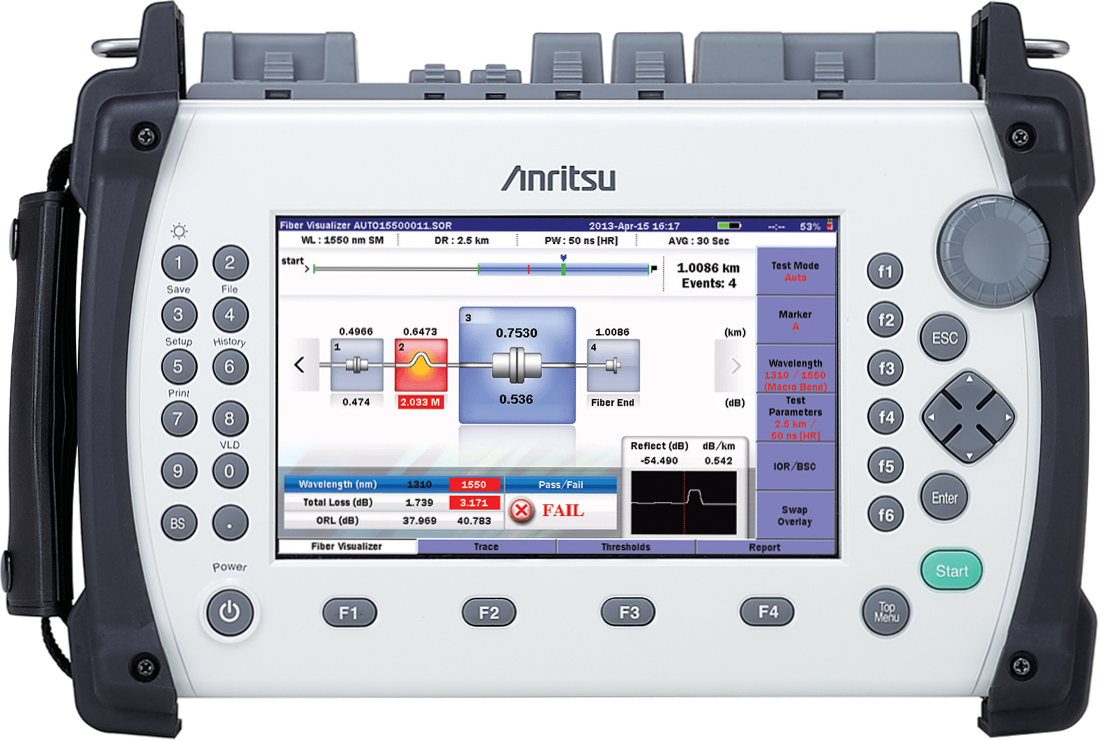 Anritsu
Fiber Visualizer AUTO15500011.SOR 2013-Apr-15 16:17 --:-- 53%
WL : 1550 nm SM DR : 2.5 km PW : 50 ns [HR] AVG : 30 Sec
start
1.0086 km
Events: 4
0.4966 0.6473 1.0086 (km)
1 2 3 4
0.7530
0.536
0.474 2.033 M Fiber End (dB)
Reflect (dB) dB/km
-54.490 0.542
Wavelength (nm) 1310 1550 Pass/Fail
Total Loss (dB) 1.739 3.171 FAIL
ORL (dB) 37.969 40.783
Fiber Visualizer Trace Thresholds Report
Test Mode
Auto
Marker
A
Wavelength
1310 / 1550
(Macro Bend)
Test
Parameters
2.5 km /
50 ns [HR]
IOR/BSC
Swap
Overlay
1 2
Save File
3 4
Setup History
5 6
Print
7 8
VLD
9 0
BS .
Power
F1 F2 F3 F4
f1
f2
f3
f4
f5
f6
ESC
Enter
Start
Top
Menu